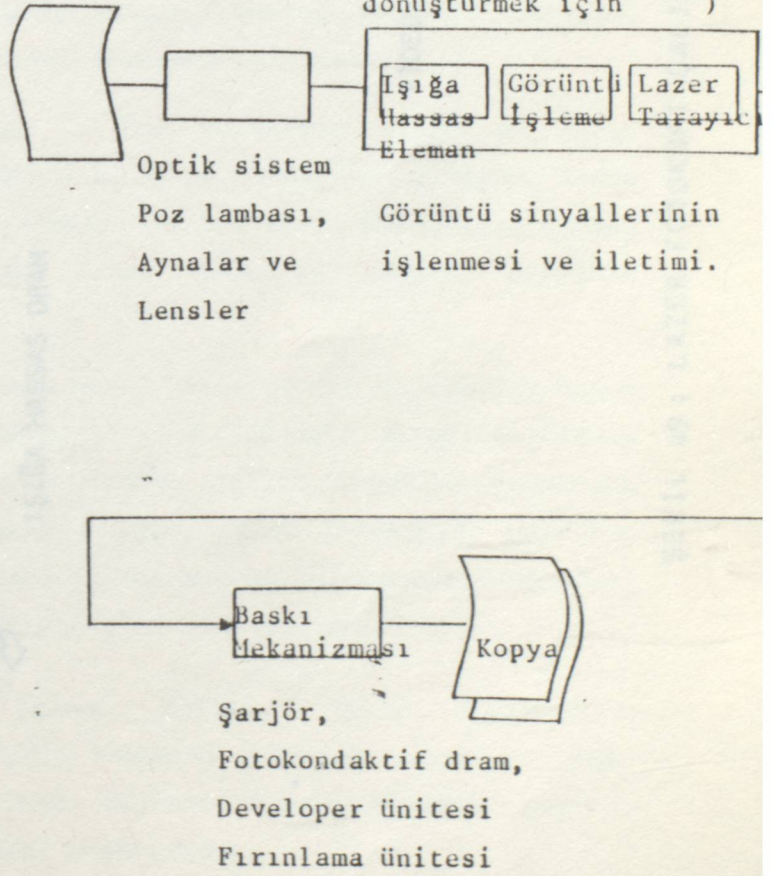 dönüştürmek için )
Işığa Görüntü Lazer
Hassas İşleme Tarayıcı
Eleman
Optik sistem
Poz lambası, Görüntü sinyallerinin
Aynalar ve işlenmesi ve iletimi.
Lensler
Baskı
Mekanizması
Kopya
Şarjör,
Fotokondaktif dram,
Developer ünitesi
Fırınlama ünitesi